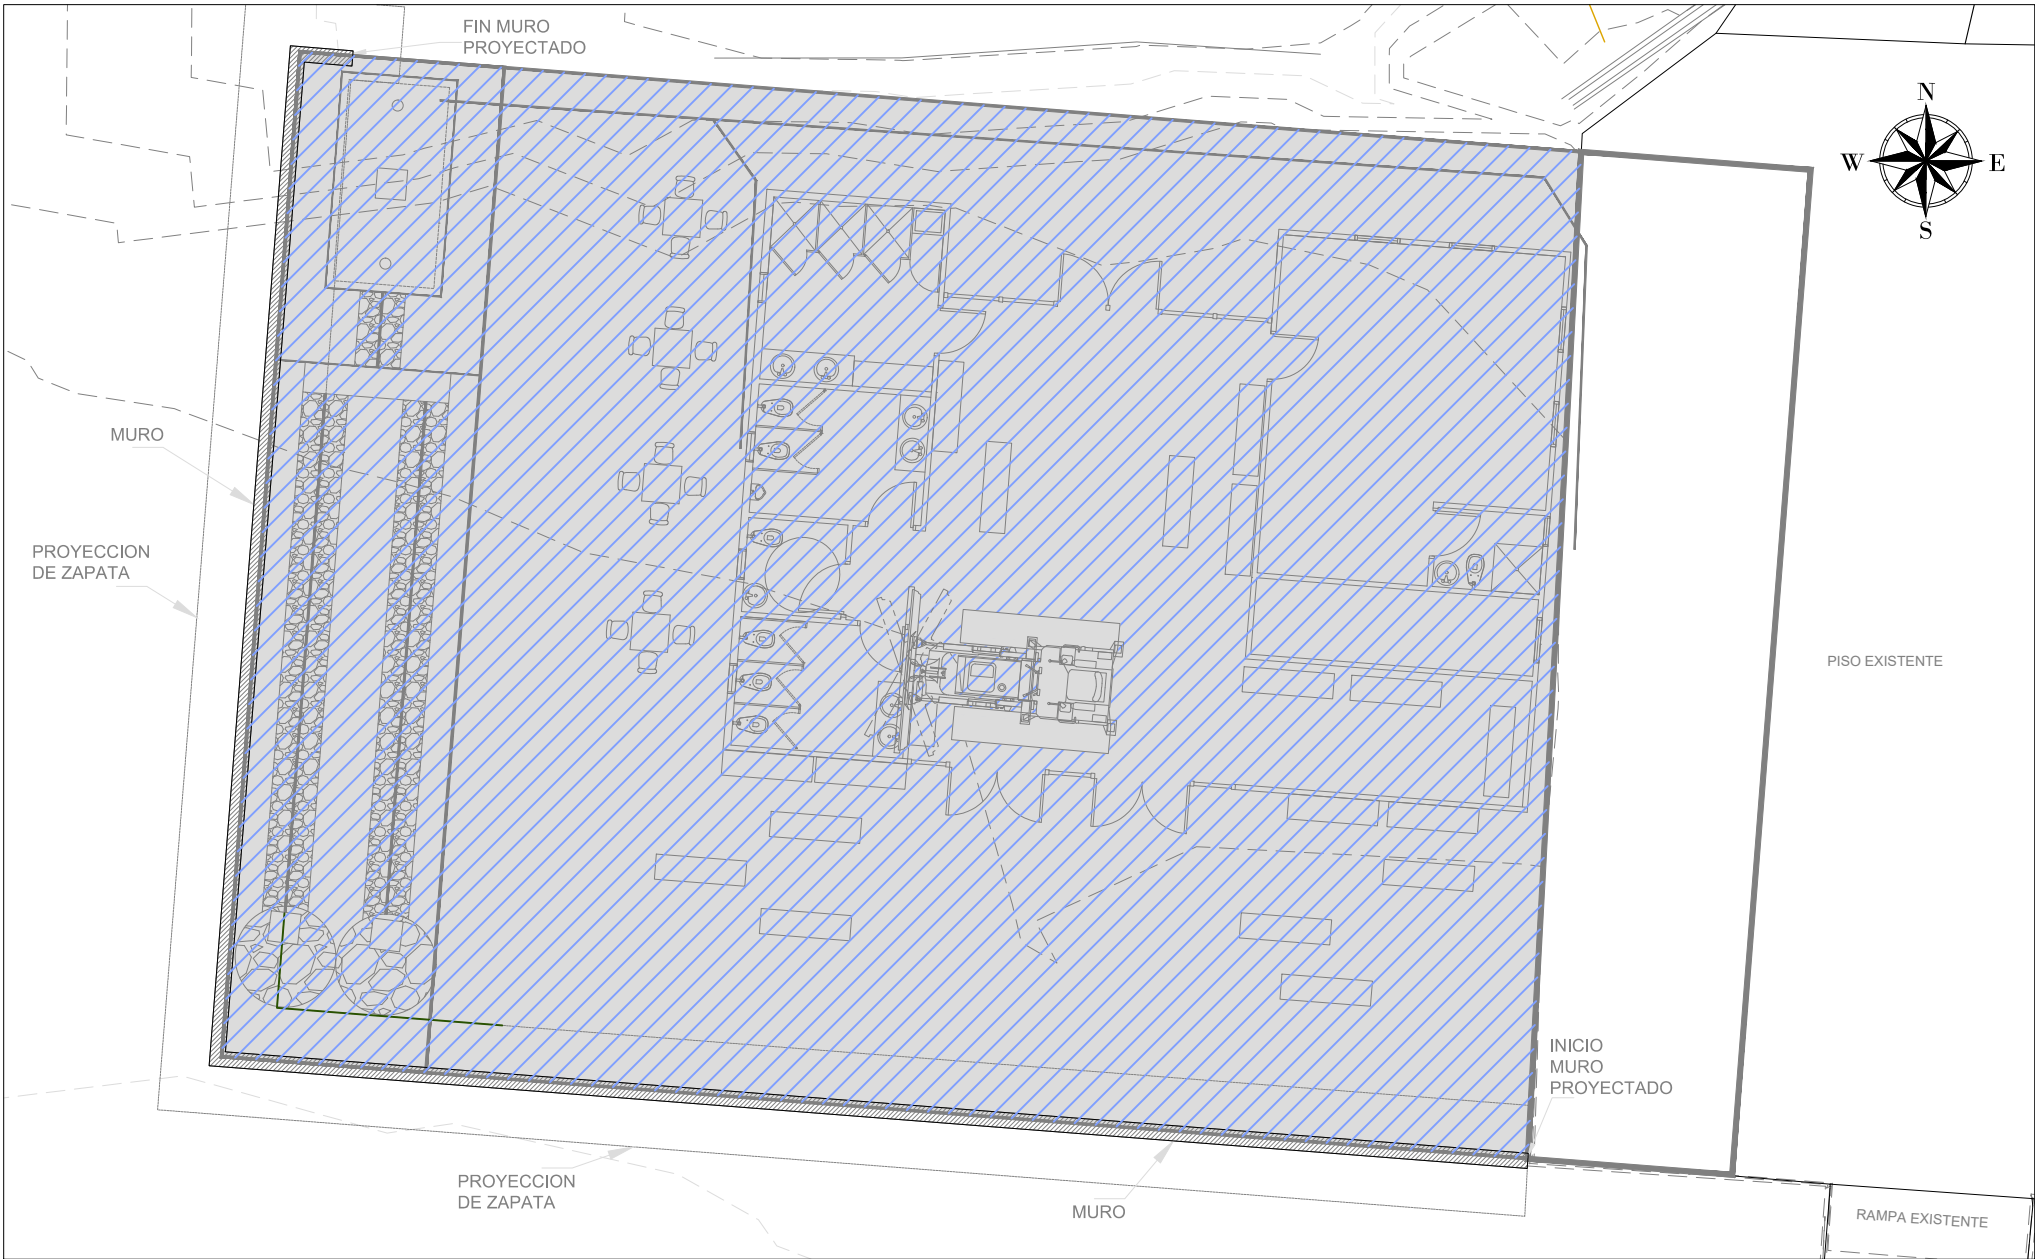 FIN MURO
PROYECTADO
N
W
E
S
MURO
PROYECCION
DE ZAPATA
PISO EXISTENTE
INICIO
MURO
PROYECTADO
PROYECCION
DE ZAPATA
MURO
RAMPA EXISTENTE